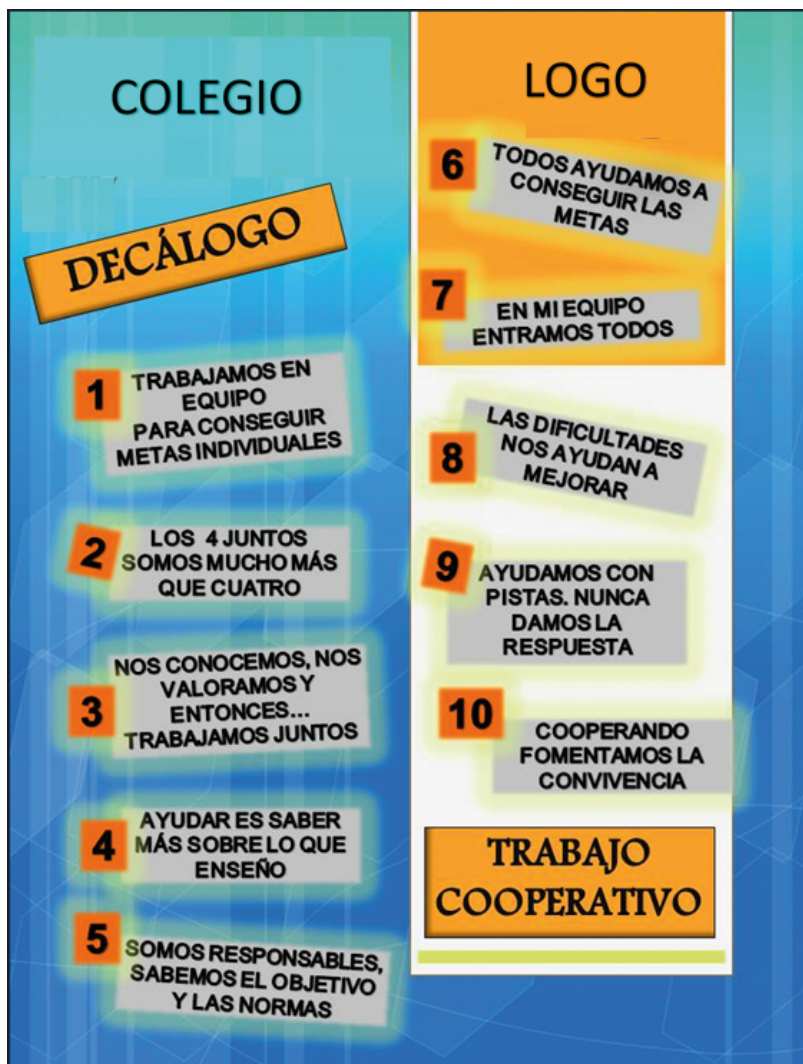 COLEGIO
DECÁLOGO
1
TRABAJAMOS EN
EQUIPO
PARA CONSEGUIR
METAS INDIVIDUALES
2
LOS 4 JUNTOS
SOMOS MUCHO MÁS
QUE CUATRO
3
NOS CONOCEMOS, NOS
VALORAMOS Y
ENTONCES...
TRABAJAMOS JUNTOS
4
AYUDAR ES SABER
MÁS SOBRE LO QUE
ENSEÑO
5
SOMOS RESPONSABLES,
SABEMOS EL OBJETIVO
Y LAS NORMAS
LOGO
6
TODOS AYUDAMOS A
CONSEGUIR LAS
METAS
7
EN MI EQUIPO
ENTRAMOS TODOS
8
LAS DIFICULTADES
NOS AYUDAN A
MEJORAR
9
AYUDAMOS CON
PISTAS. NUNCA
DAMOS LA
RESPUESTA
10
COOPERANDO
FOMENTAMOS LA
CONVIVENCIA
TRABAJO
COOPERATIVO